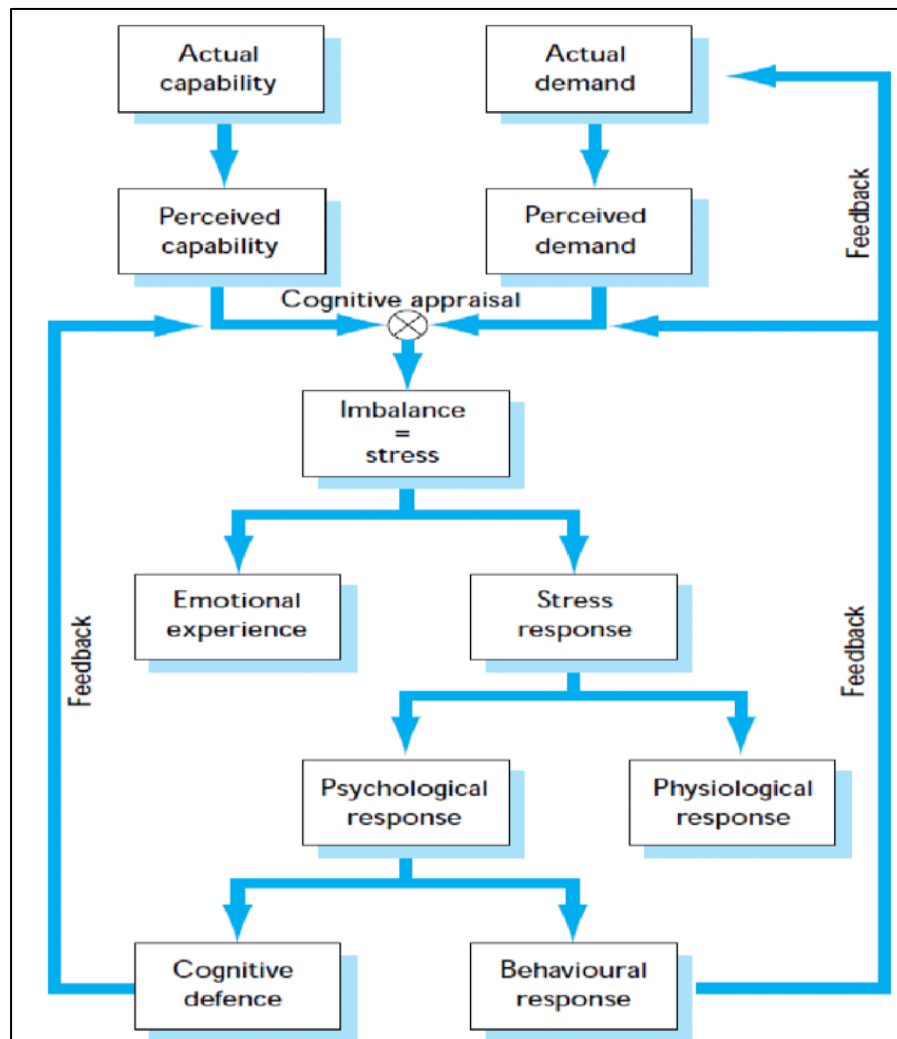 Actual
capability
Actual
demand
Perceived
capability
Perceived
demand
Feedback
Cognitive appraisal
Imbalance
=
stress
Emotional
experience
Stress
response
Feedback
Feedback
Psychological
response
Physiological
response
Cognitive
defence
Behavioural
response